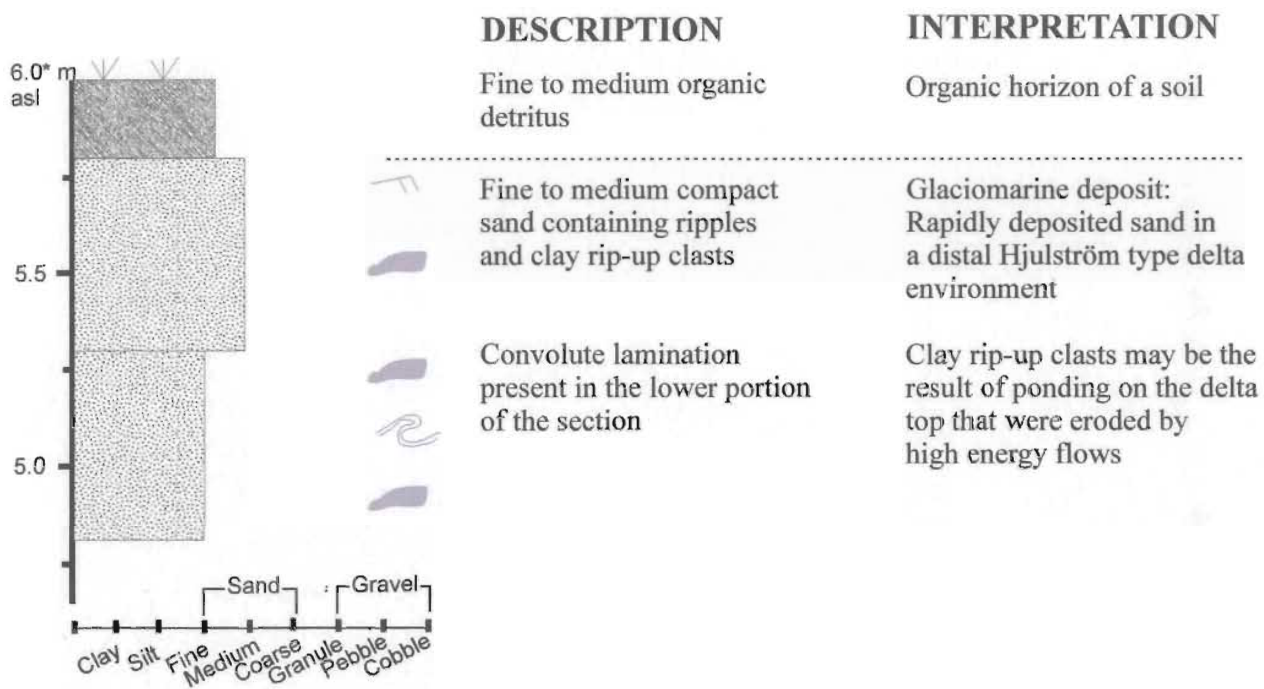 DESCRIPTION
INTERPRETATION
6.0* m
asl
Fine to medium organic
detritus
Organic horizon of a soil
Fine to medium compact
sand containing ripples
and clay rip-up clasts
Glaciomarine deposit:
Rapidly deposited sand in
a distal Hjulström type delta
environment
5.5
Convolute lamination
present in the lower portion
of the section
Clay rip-up clasts may be the
result of ponding on the delta
top that were eroded by
high energy flows
5.0
Sand
Gravel
Clay
Silt
Fine
Medium
Coarse
Granule
Pebble
Cobble